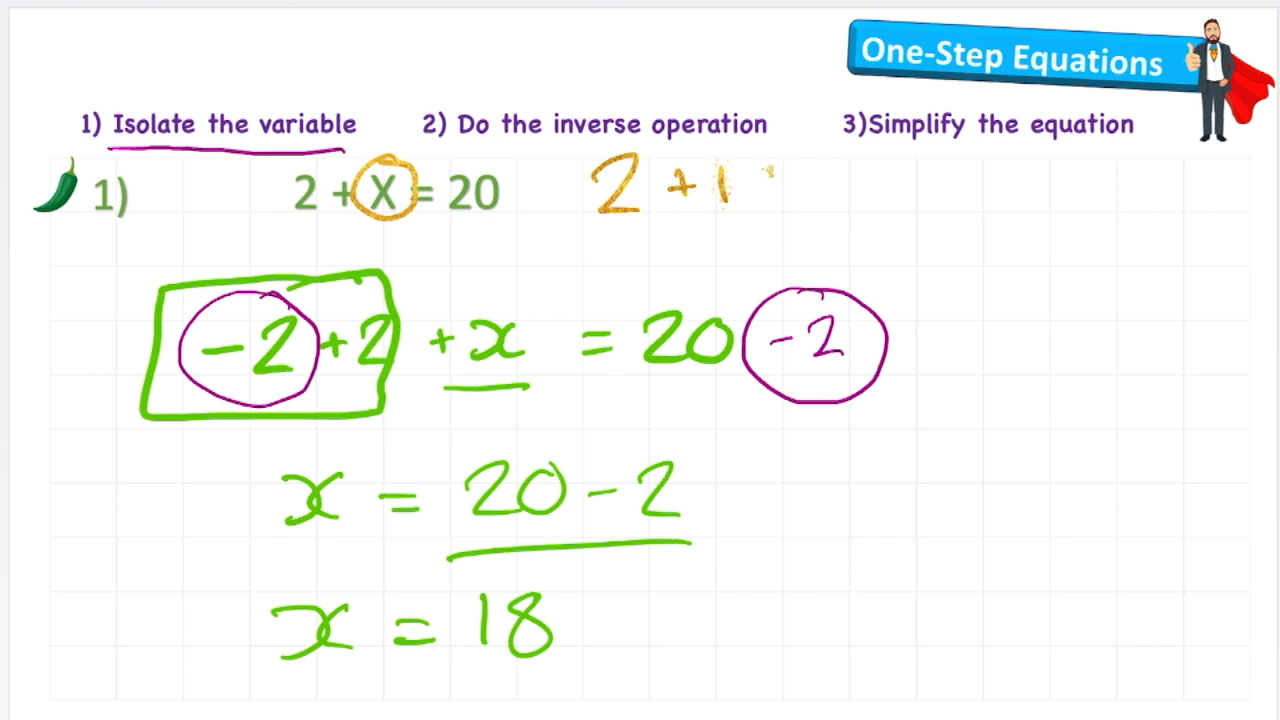 One-Step Equations
1) Isolate the variable 2) Do the inverse operation 3)Simplify the equation
1) 2 + X = 20 2 + 1
-2 +2 + x = 20 - 2
x = 20 - 2
x = 18